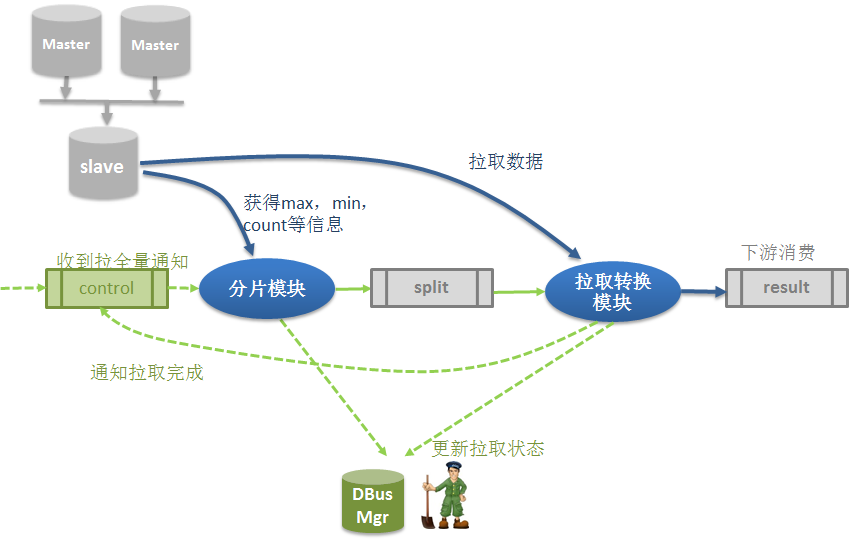 Master
Master
slave
拉取数据
获得max，min，
count等信息
收到拉全量通知
下游消费
control
分片模块
split
拉取转换
模块
result
通知拉取完成
更新拉取状态
DBus
Mgr